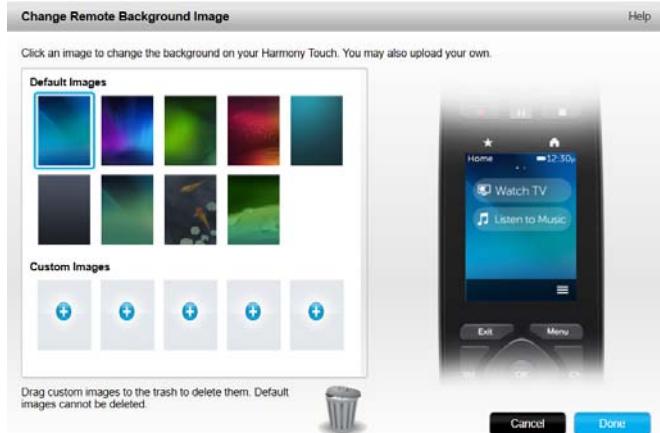 Change Remote Background Image
Help
Click an image to change the background on your Harmony Touch. You may also upload your own.
Default Images
Custom Images
Home 12:30p
Watch TV
Listen to Music
Exit Menu
OK
Drag custom images to the trash to delete them. Default
images cannot be deleted.
Cancel Done